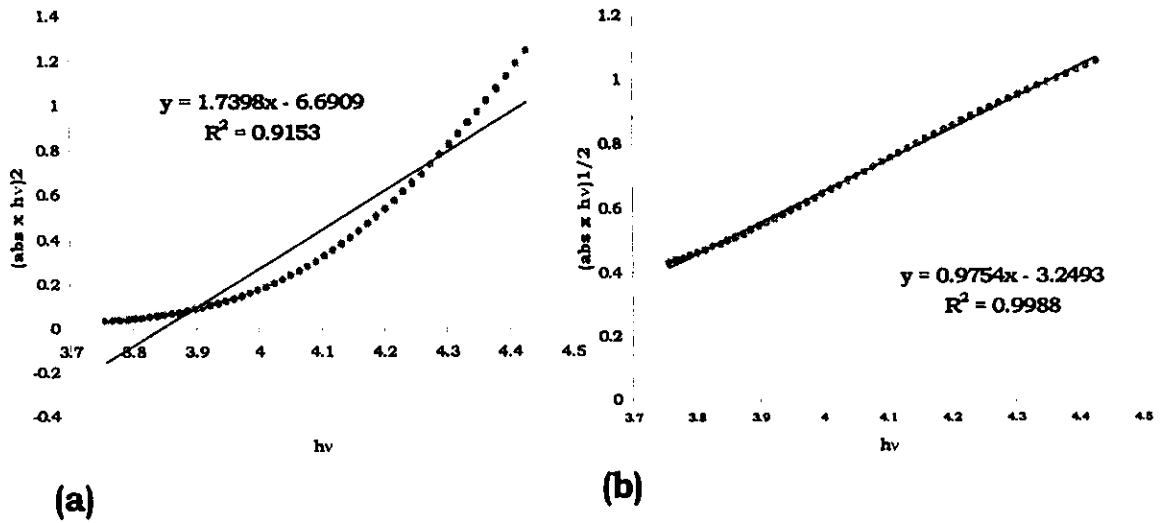 1.4
1.2
1
0.8
0.6
0.4
0.2
0
-0.2
-0.4
(abs x hν)2
y = 1.7398x - 6.6909
R² = 0.9153
3.7 3.8 3.9 4 4.1 4.2 4.3 4.4 4.5
hν
(a)
1.2
1
0.8
0.6
0.4
0.2
0
(abs x hν)1/2
y = 0.9754x - 3.2493
R² = 0.9988
3.7 3.8 3.9 4 4.1 4.2 4.3 4.4 4.5
hν
(b)